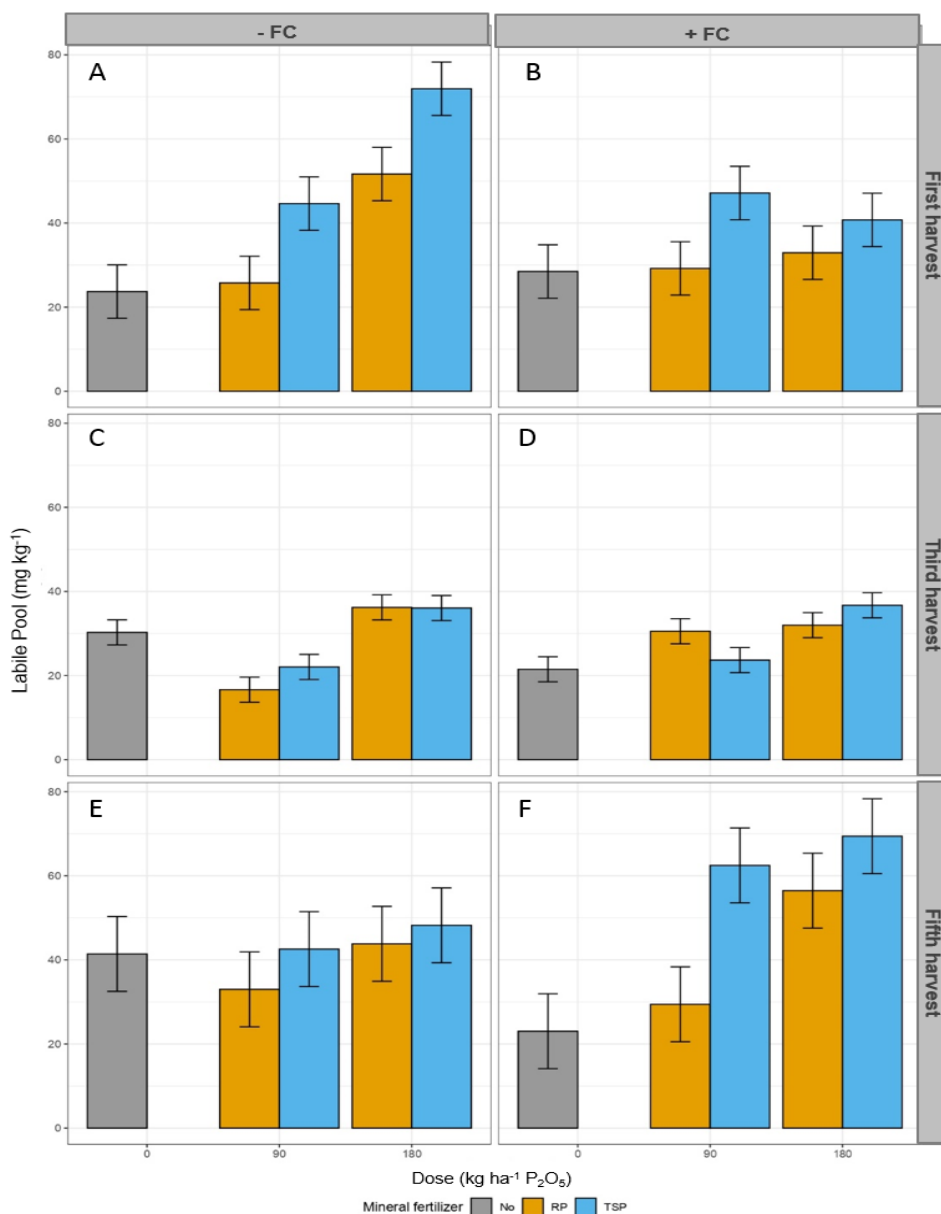 - FC
+ FC
A
B
First harvest
80
60
40
20
0
C
D
Third harvest
80
60
40
20
0
Labile Pool (mg kg⁻¹)
E
F
Fifth harvest
80
60
40
20
0
0 90 180
0 90 180
Dose (kg ha⁻¹ P₂O₅)
Mineral fertilizer No RP TSP